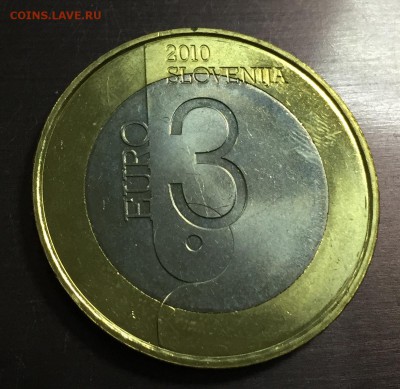 COINS.LAVE.RU
2010
SLOVENIJA
EURO
3